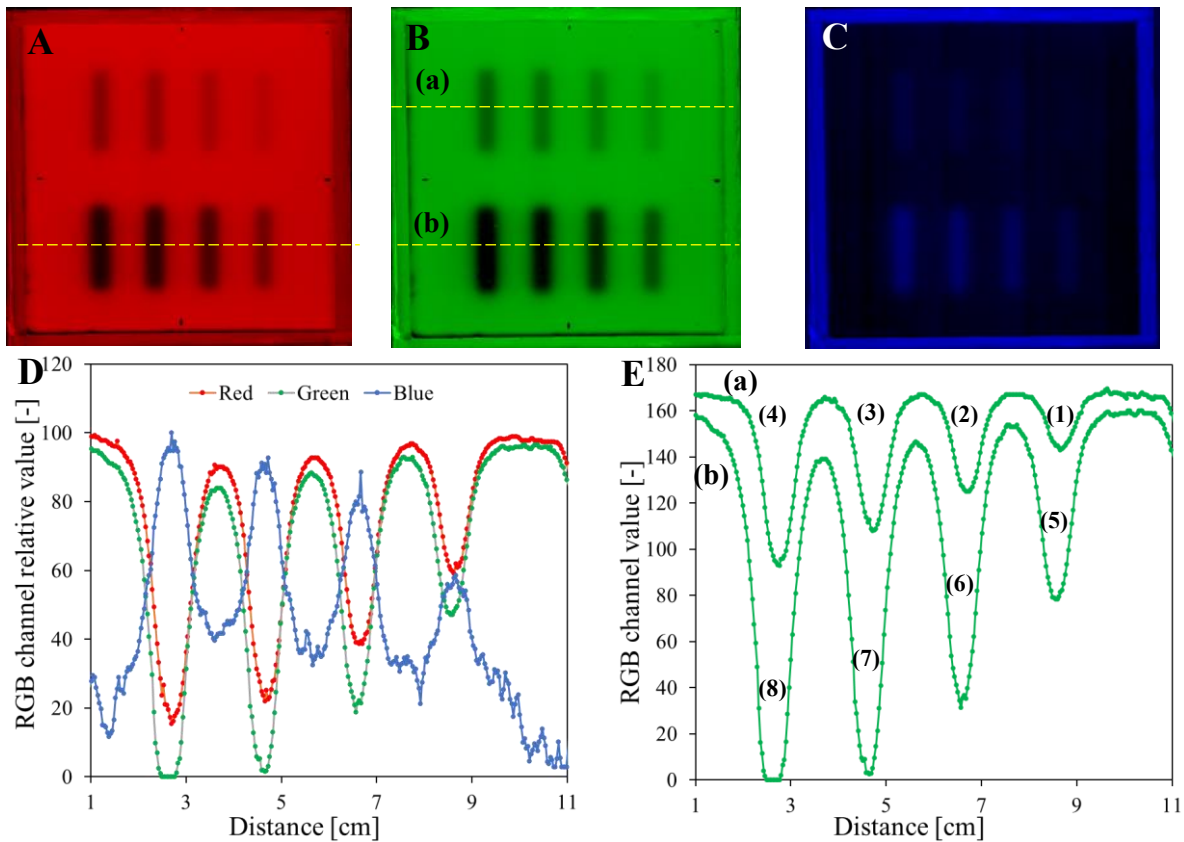 A
B
(a)
(b)
C
D
120
100
80
60
40
20
0
Red Green Blue
RGB channel relative value [-]
1 3 5 7 9 11
Distance [cm]
E
180
160
140
120
100
80
60
40
20
0
(a)
(4) (3) (2) (1)
(b)
(5)
(6)
(7)
(8)
RGB channel value [-]
1 3 5 7 9 11
Distance [cm]